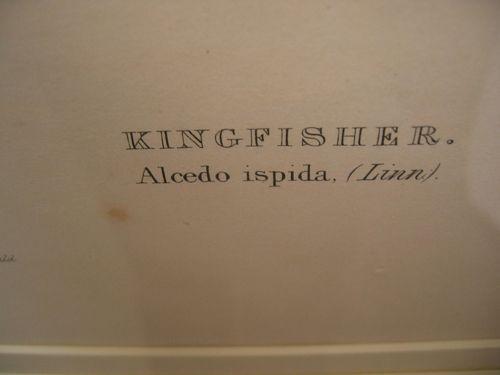 KINGFISHER.
Alcedo ispida, (Linn).